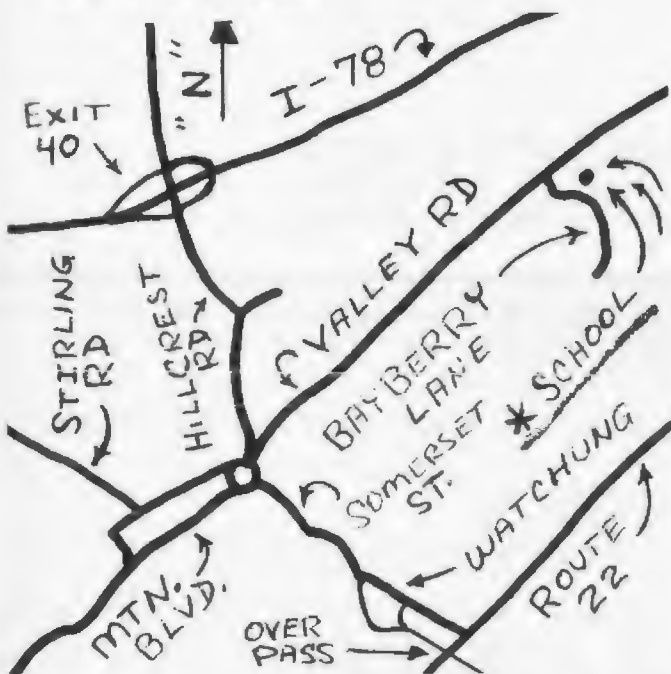 "N"
I-78
EXIT
40
STIRLING
RD
HILLCREST
RD
VALLEY RD
BAYBERRY
LANE
* SCHOOL
SOMERSET
ST.
WATCHUNG
ROUTE
22
MTN.
BLVD.
OVER
PASS